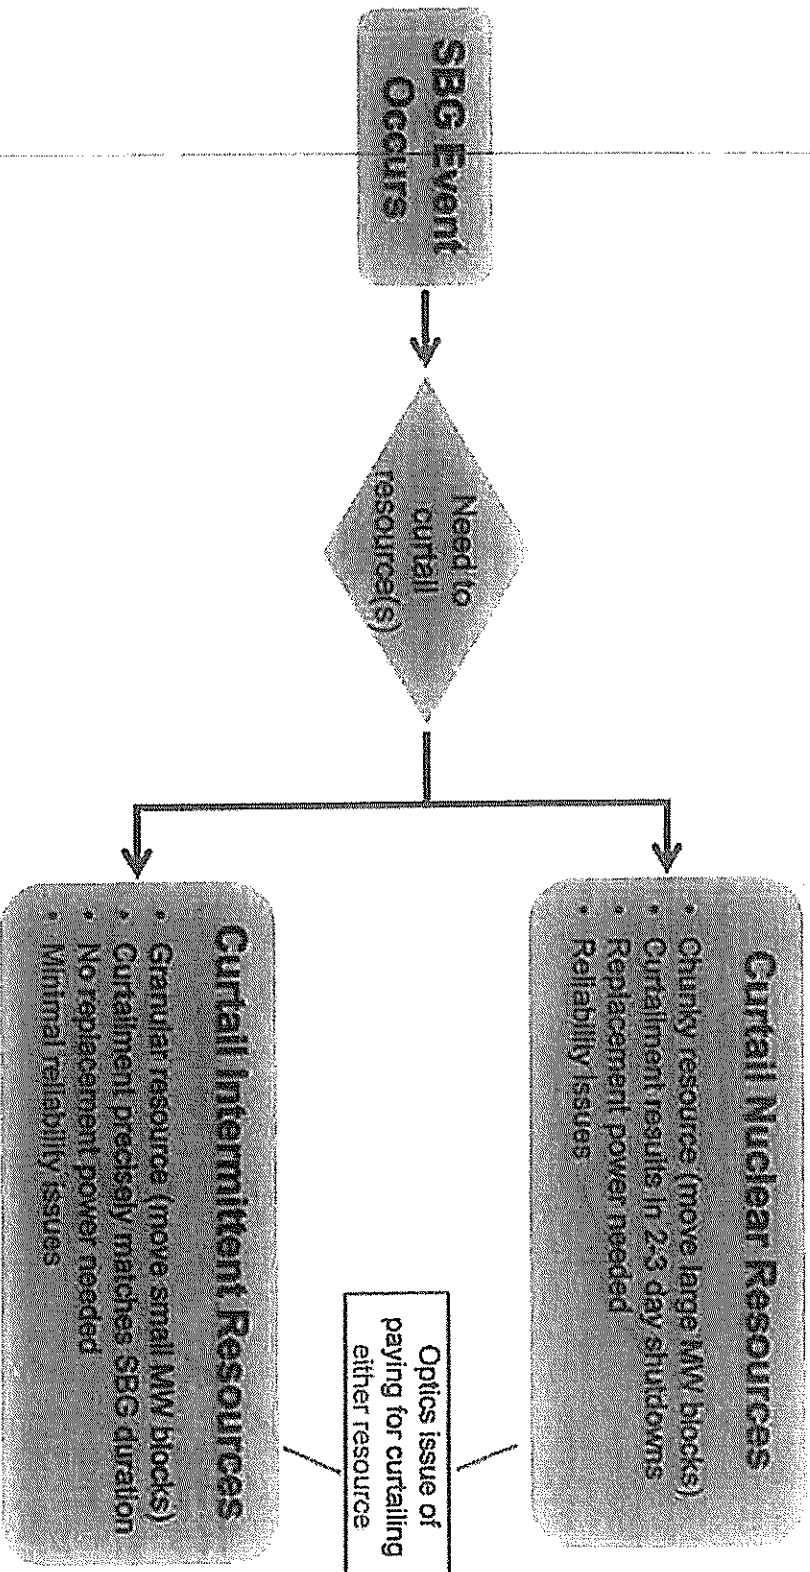 SBG Event
Occurs
Need to
curtail
resource(s)
Curtail Nuclear Resources
• Chunky resource (move large MW blocks)
• Curtailment results in 2-3 day shutdowns
• Replacement power needed
• Reliability issues
Optics issue of
paying for curtailing
either resource
Curtail Intermittent Resources
• Granular resource (move small MW blocks)
• Curtailment precisely matches SBG duration
• No replacement power needed
• Minimal reliability issues